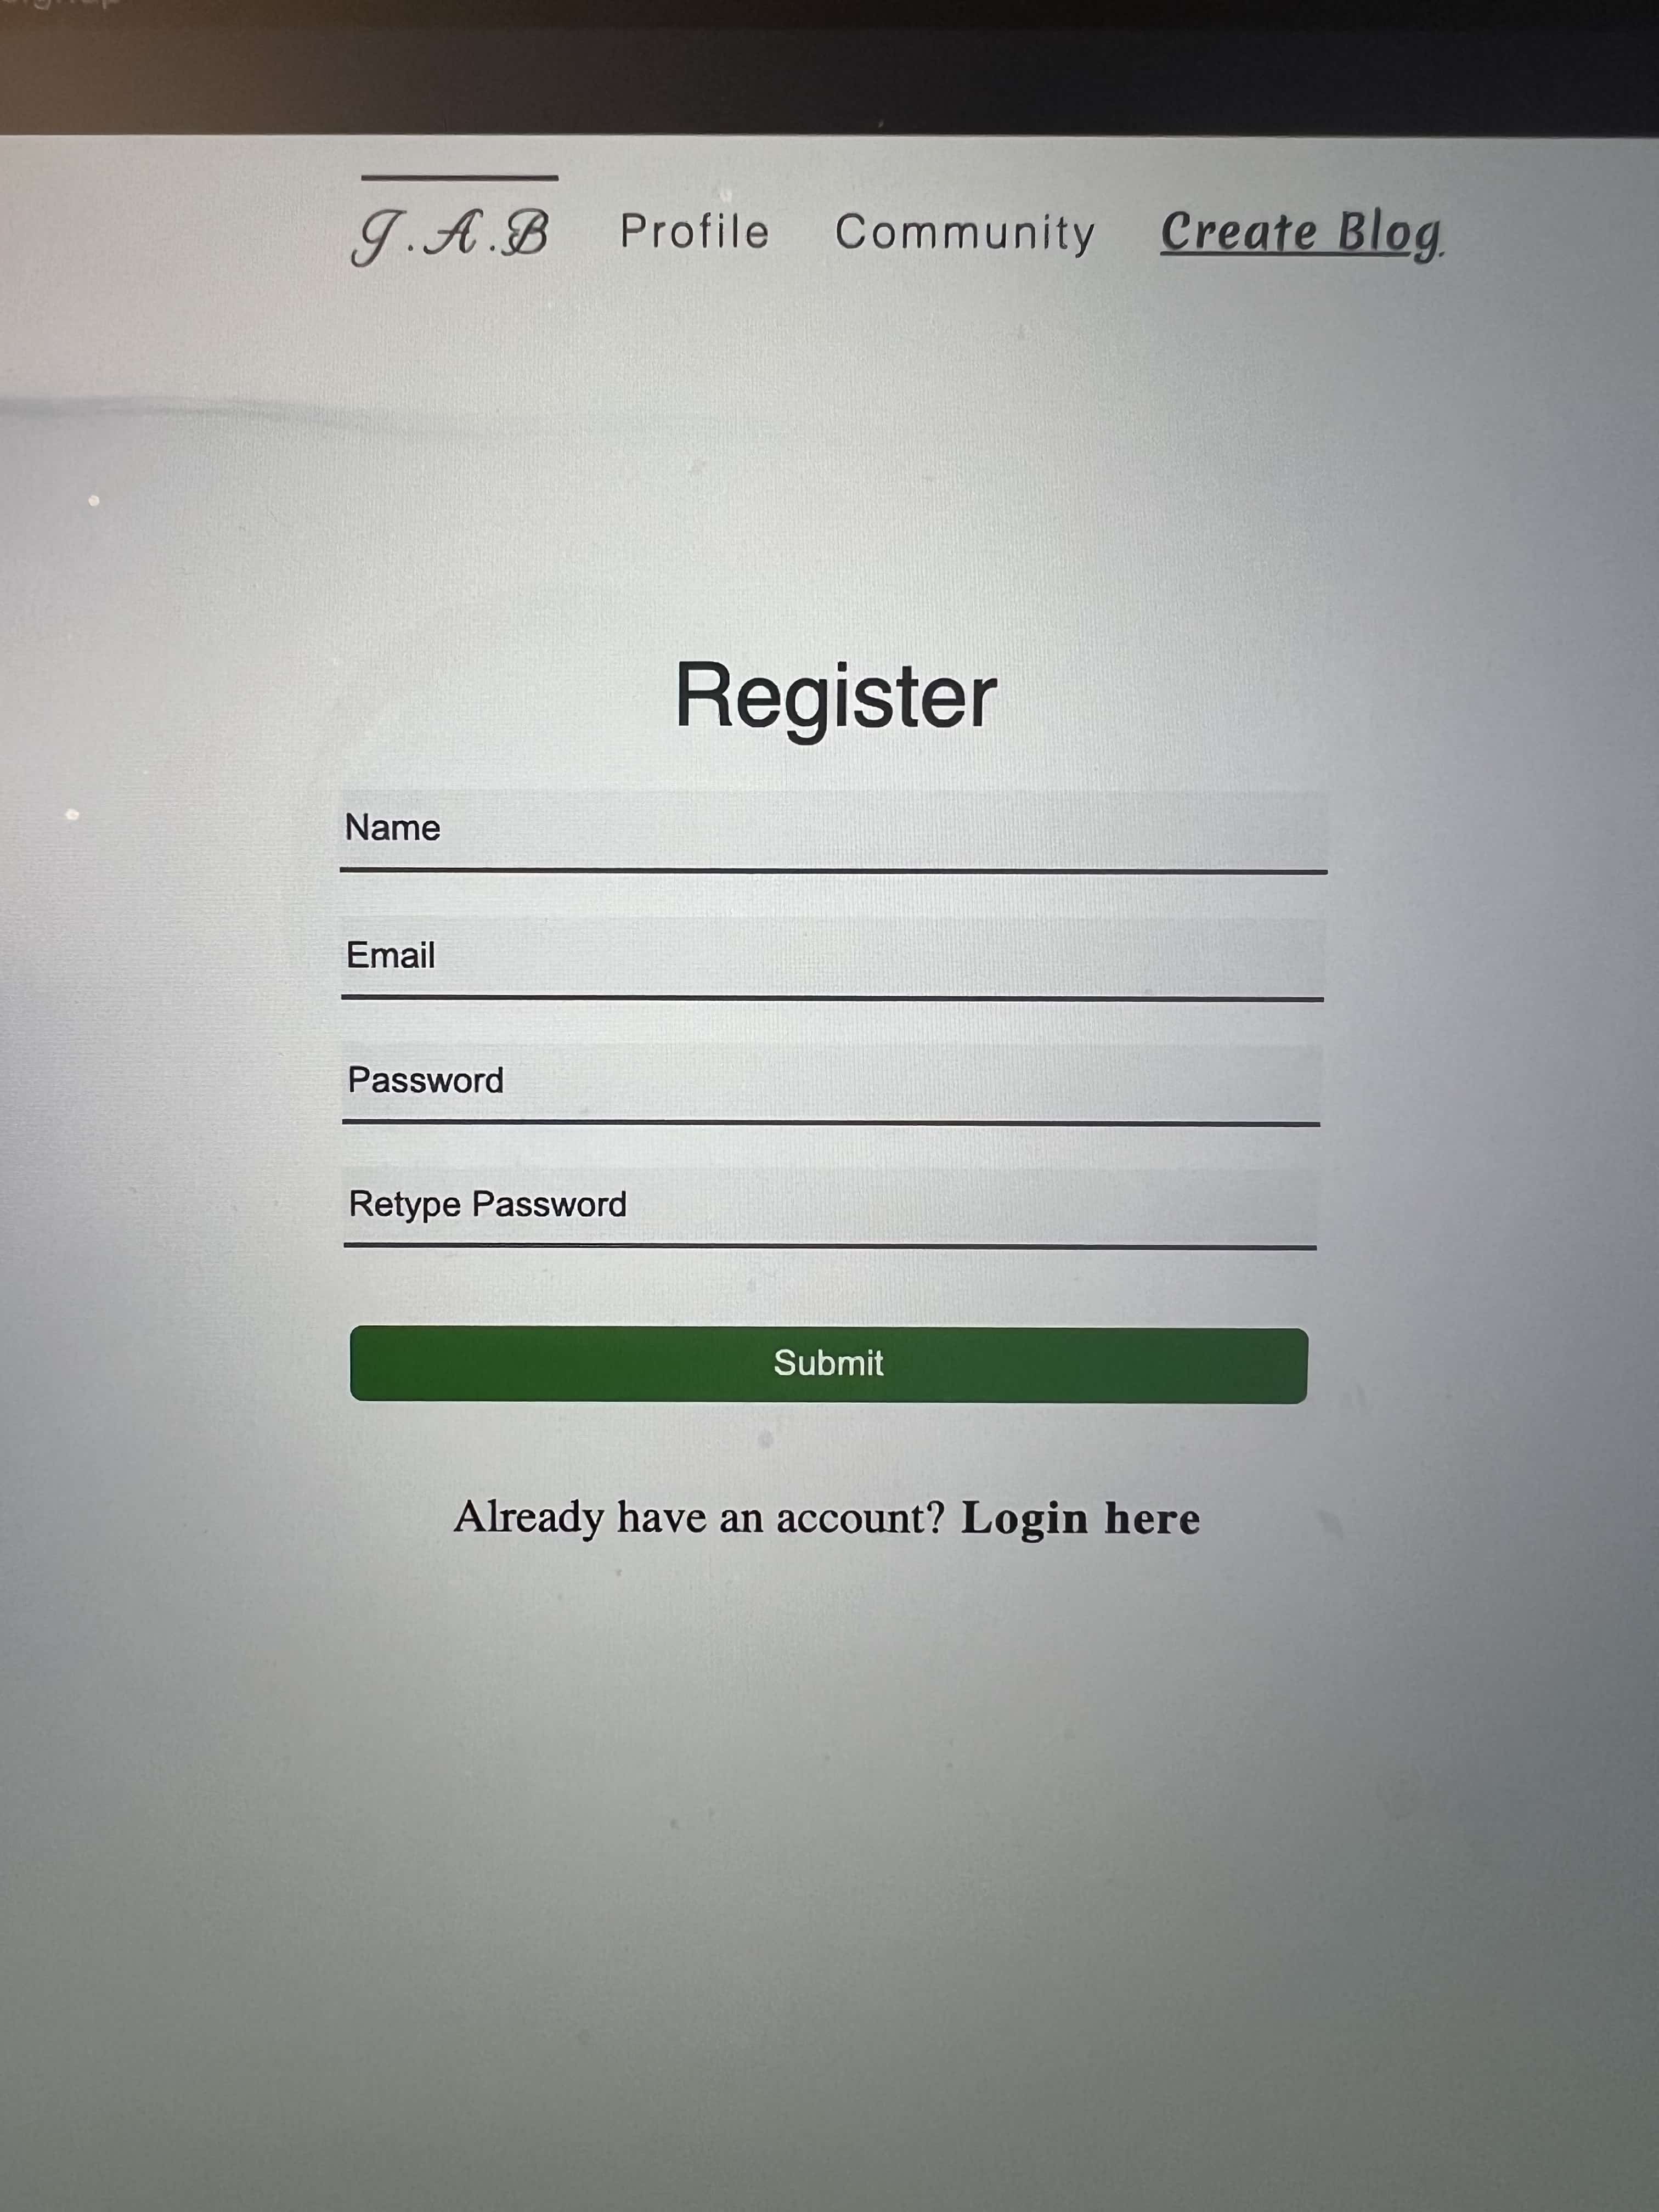 J.A.B Profile Community Create Blog.
Register
Name
Email
Password
Retype Password
Submit
Already have an account? Login here